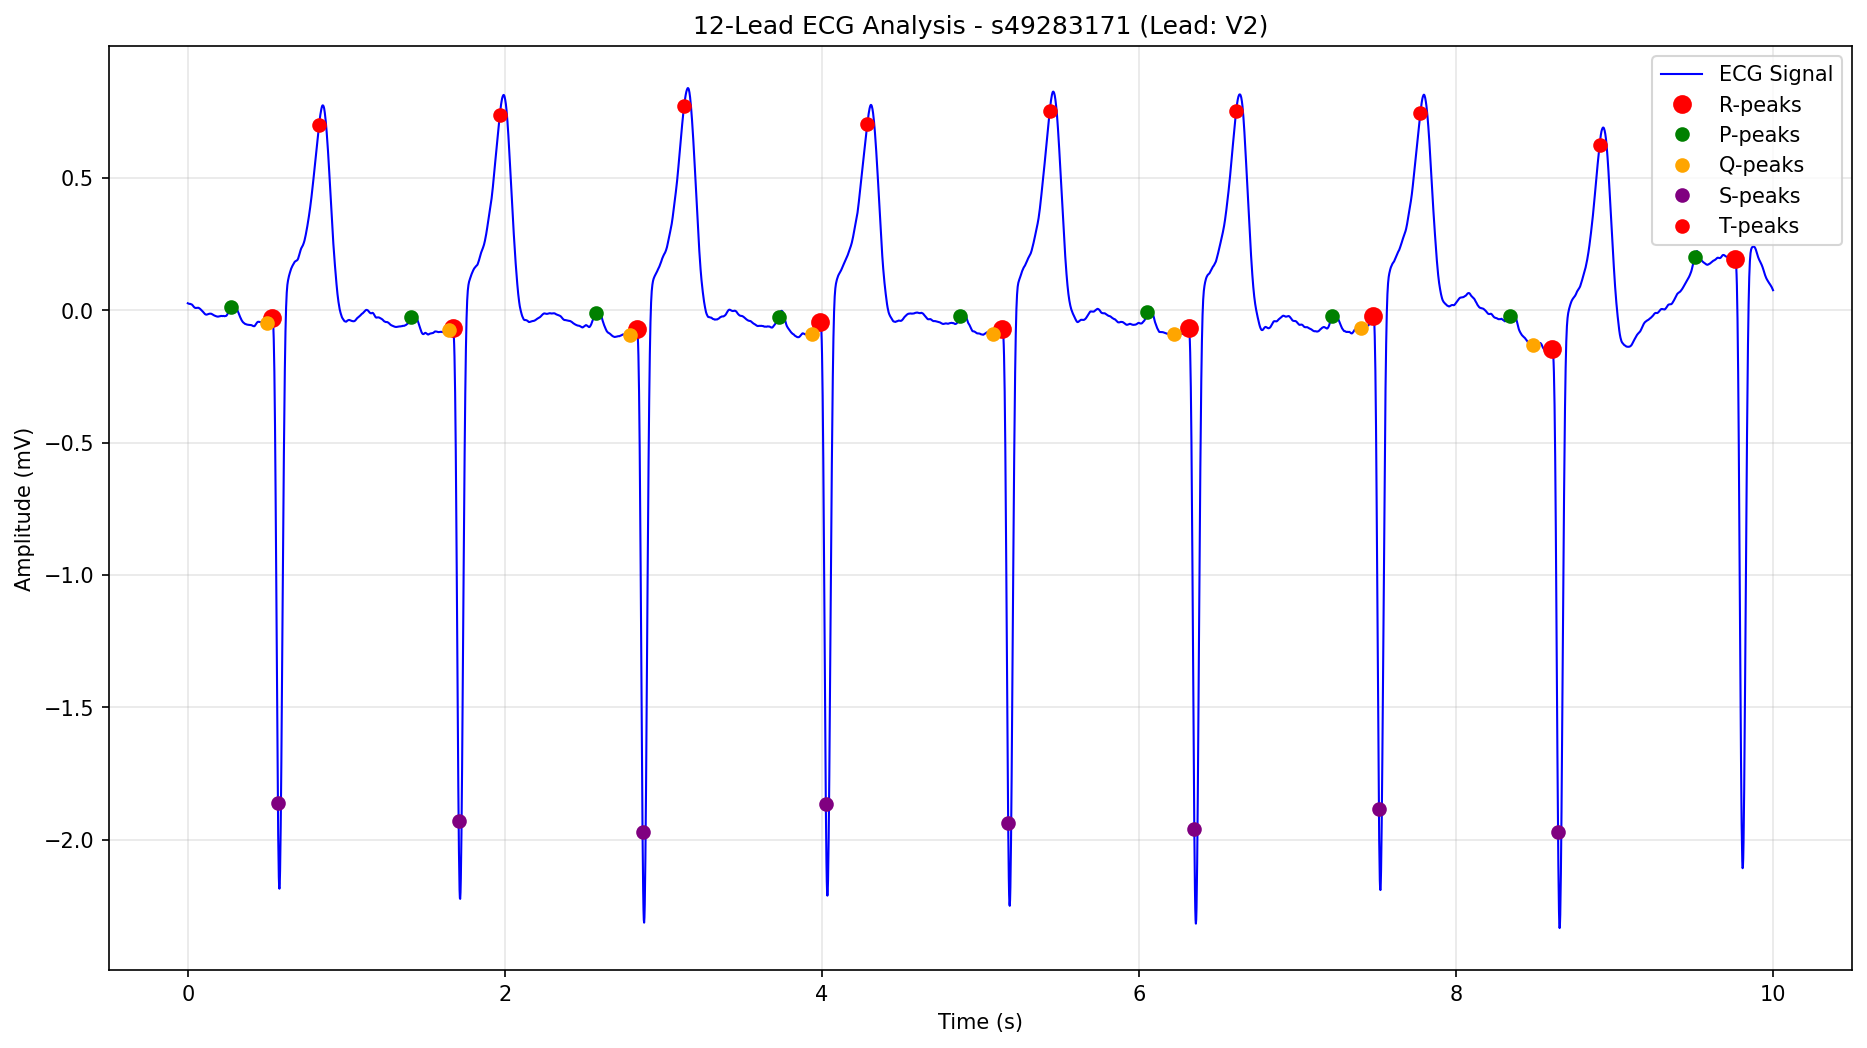 12-Lead ECG Analysis - s49283171 (Lead: V2)
ECG Signal
R-peaks
P-peaks
Q-peaks
S-peaks
T-peaks
Amplitude (mV)
0.5
0.0
−0.5
−1.0
−1.5
−2.0
0 2 4 6 8 10
Time (s)